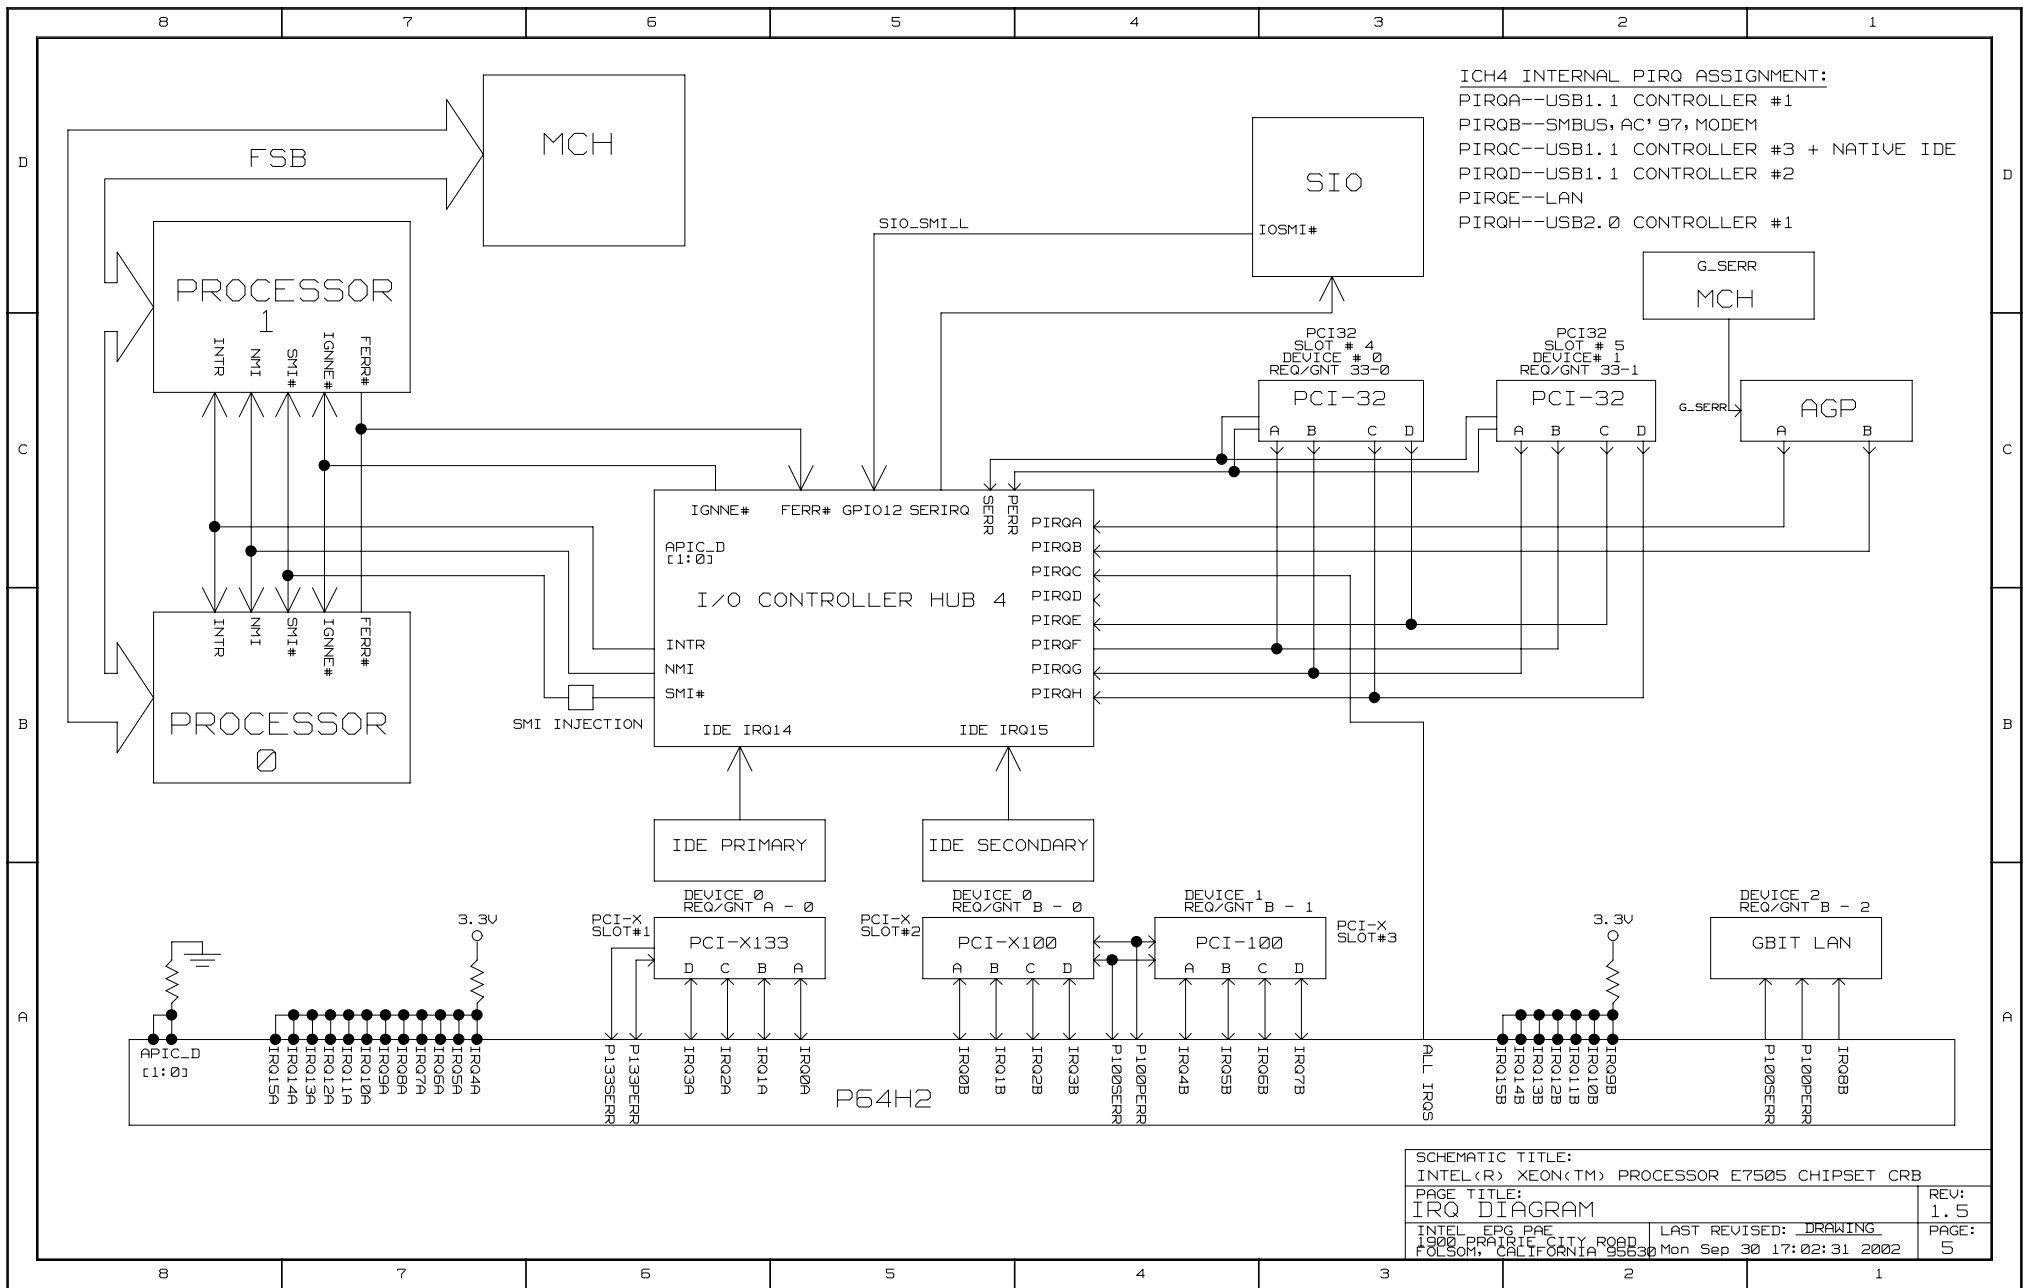 8 7 6 5 4 3 2 1
ICH4 INTERNAL PIRQ ASSIGNMENT:
PIRQA--USB1.1 CONTROLLER #1
PIRQB--SMBUS,AC'97,MODEM
PIRQC--USB1.1 CONTROLLER #3 + NATIVE IDE
PIRQD--USB1.1 CONTROLLER #2
PIRQE--LAN
PIRQH--USB2.0 CONTROLLER #1
D
D
MCH
FSB
SIO
IOSMI#
SIO_SMI_L
G_SERR
MCH
PROCESSOR
1
INTR
NMI
SMI#
IGNNE#
FERR#
PCI32
SLOT # 4
DEVICE # 0
REQ/GNT 33-0
PCI-32
A B C D
PCI32
SLOT # 5
DEVICE# 1
REQ/GNT 33-1
PCI-32
A B C D
G_SERR
AGP
A B
C
C
IGNNE#
FERR#
GPIO12
SERIRQ
SERR
PERR
APIC_D
[1:0]
I/O CONTROLLER HUB 4
PIRQA
PIRQB
PIRQC
PIRQD
PIRQE
PIRQF
PIRQG
PIRQH
INTR
NMI
SMI#
SMI INJECTION
IDE IRQ14
IDE IRQ15
INTR
NMI
SMI#
IGNNE#
FERR#
PROCESSOR
0
B
B
IDE PRIMARY
IDE SECONDARY
3.3V
PCI-X
SLOT#1
DEVICE 0
REQ/GNT A - 0
PCI-X133
D C B A
PCI-X
SLOT#2
DEVICE 0
REQ/GNT B - 0
PCI-X100
A B C D
DEVICE 1
REQ/GNT B - 1
PCI-100
A B C D
PCI-X
SLOT#3
3.3V
DEVICE 2
REQ/GNT B - 2
GBIT LAN
A
A
APIC_D
[1:0]
IRQ15A
IRQ14A
IRQ13A
IRQ12A
IRQ11A
IRQ10A
IRQ9A
IRQ8A
IRQ7A
IRQ6A
IRQ5A
IRQ4A
P133SERR
P133PERR
IRQ3A
IRQ2A
IRQ1A
IRQ0A
P64H2
IRQ0B
IRQ1B
IRQ2B
IRQ3B
P100SERR
P100PERR
IRQ4B
IRQ5B
IRQ6B
IRQ7B
ALL IRQS
IRQ15B
IRQ14B
IRQ13B
IRQ12B
IRQ11B
IRQ10B
IRQ9B
P100SERR
P100PERR
IRQ8B
SCHEMATIC TITLE:
INTEL(R) XEON(TM) PROCESSOR E7505 CHIPSET CRB
PAGE TITLE:
IRQ DIAGRAM
REV:
1.5
INTEL EPG PAE
1900 PRAIRIE CITY ROAD
FOLSOM, CALIFORNIA 95630
LAST REVISED: DRAWING
Mon Sep 30 17:02:31 2002
PAGE:
5
8 7 6 5 4 3 2 1